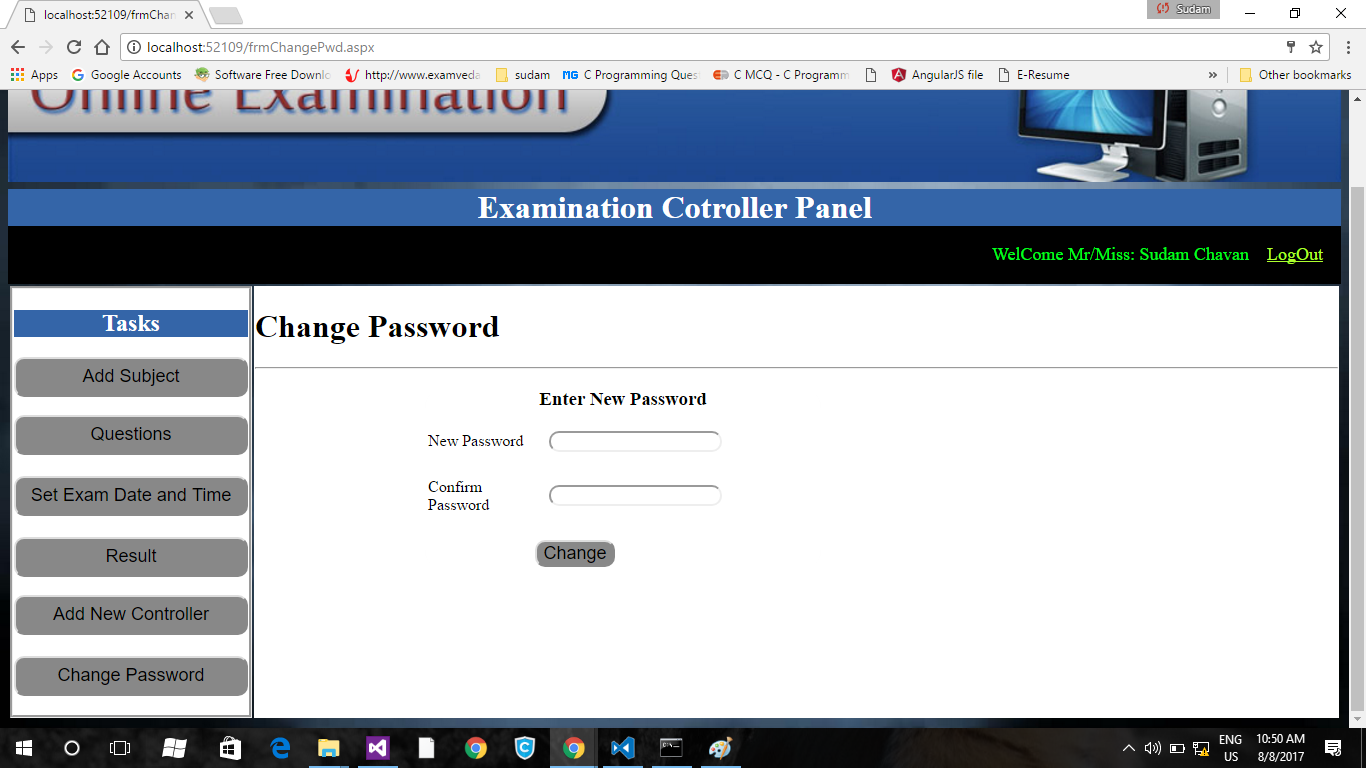 localhost:52109/frmChan
Sudam
localhost:52109/frmChangePwd.aspx
Apps
Google Accounts
Software Free Downlo
http://www.examveda
sudam
C Programming Ques
C MCQ - C Programm
AngularJS file
E-Resume
»
Other bookmarks
Online Examination
Examination Cotroller Panel
WelCome Mr/Miss: Sudam Chavan LogOut
Tasks
Add Subject
Questions
Set Exam Date and Time
Result
Add New Controller
Change Password
Change Password
Enter New Password
New Password
Confirm
Password
Change
ENG
US
10:50 AM
8/8/2017